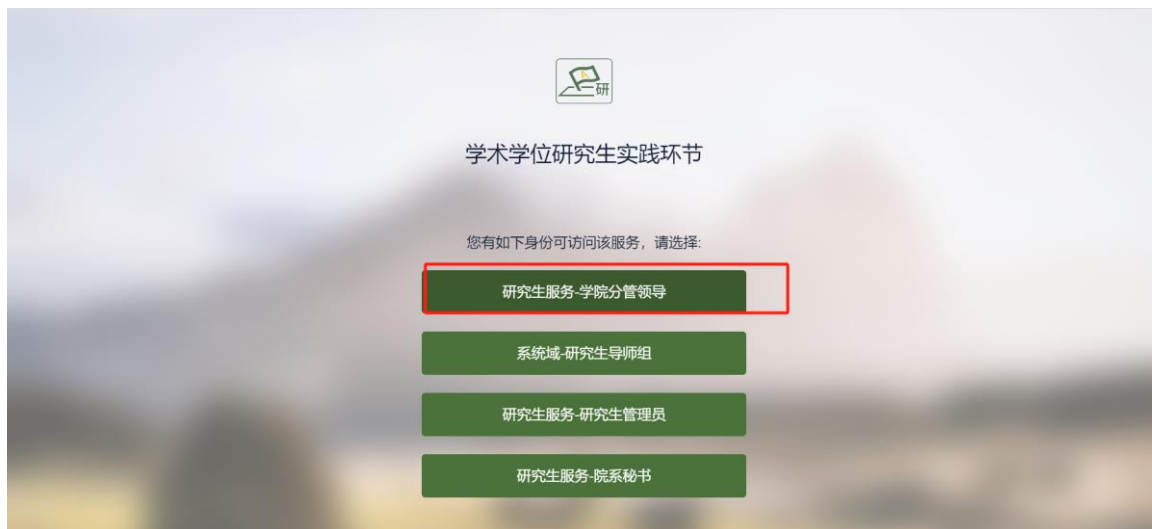 研
学术学位研究生实践环节
您有如下身份可访问该服务，请选择:
研究生服务-学院分管领导
系统域-研究生导师组
研究生服务-研究生管理员
研究生服务-院系秘书